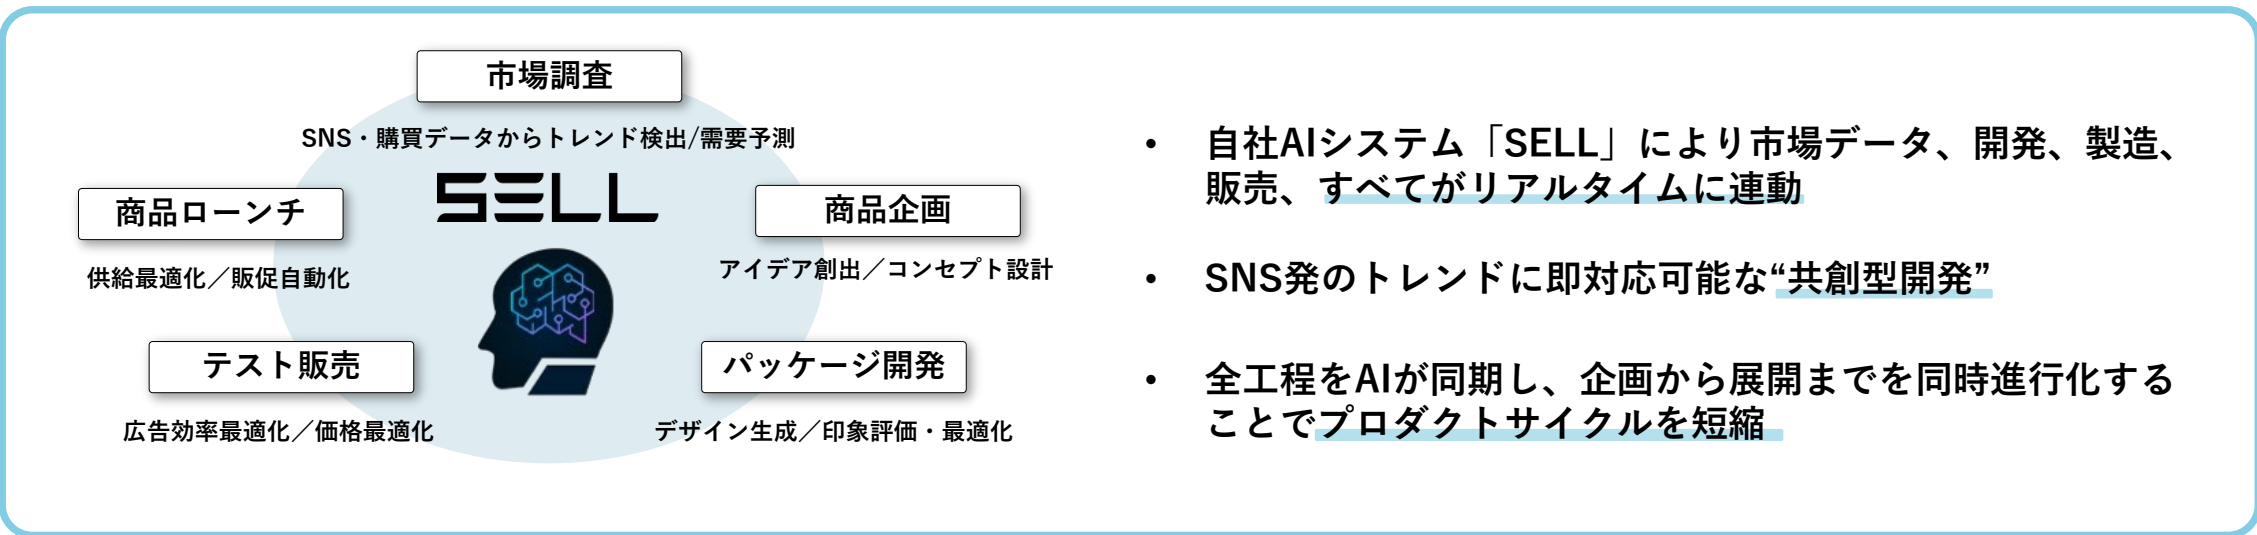 市場調査
SNS・購買データからトレンド検出/需要予測
SELL
商品ローンチ
供給最適化／販促自動化
商品企画
アイデア創出／コンセプト設計
テスト販売
広告効率最適化／価格最適化
パッケージ開発
デザイン生成／印象評価・最適化
• 自社AIシステム「SELL」により市場データ、開発、製造、
販売、すべてがリアルタイムに連動
• SNS発のトレンドに即対応可能な“共創型開発”
• 全工程をAIが同期し、企画から展開までを同時進行化する
ことでプロダクトサイクルを短縮